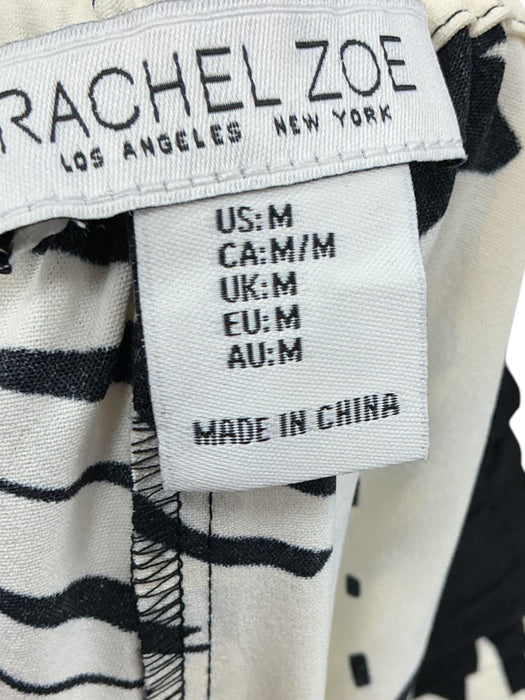 RACHEL ZOE
LOS ANGELES NEW YORK
US:M
CA:M/M
UK:M
EU:M
AU:M
MADE IN CHINA